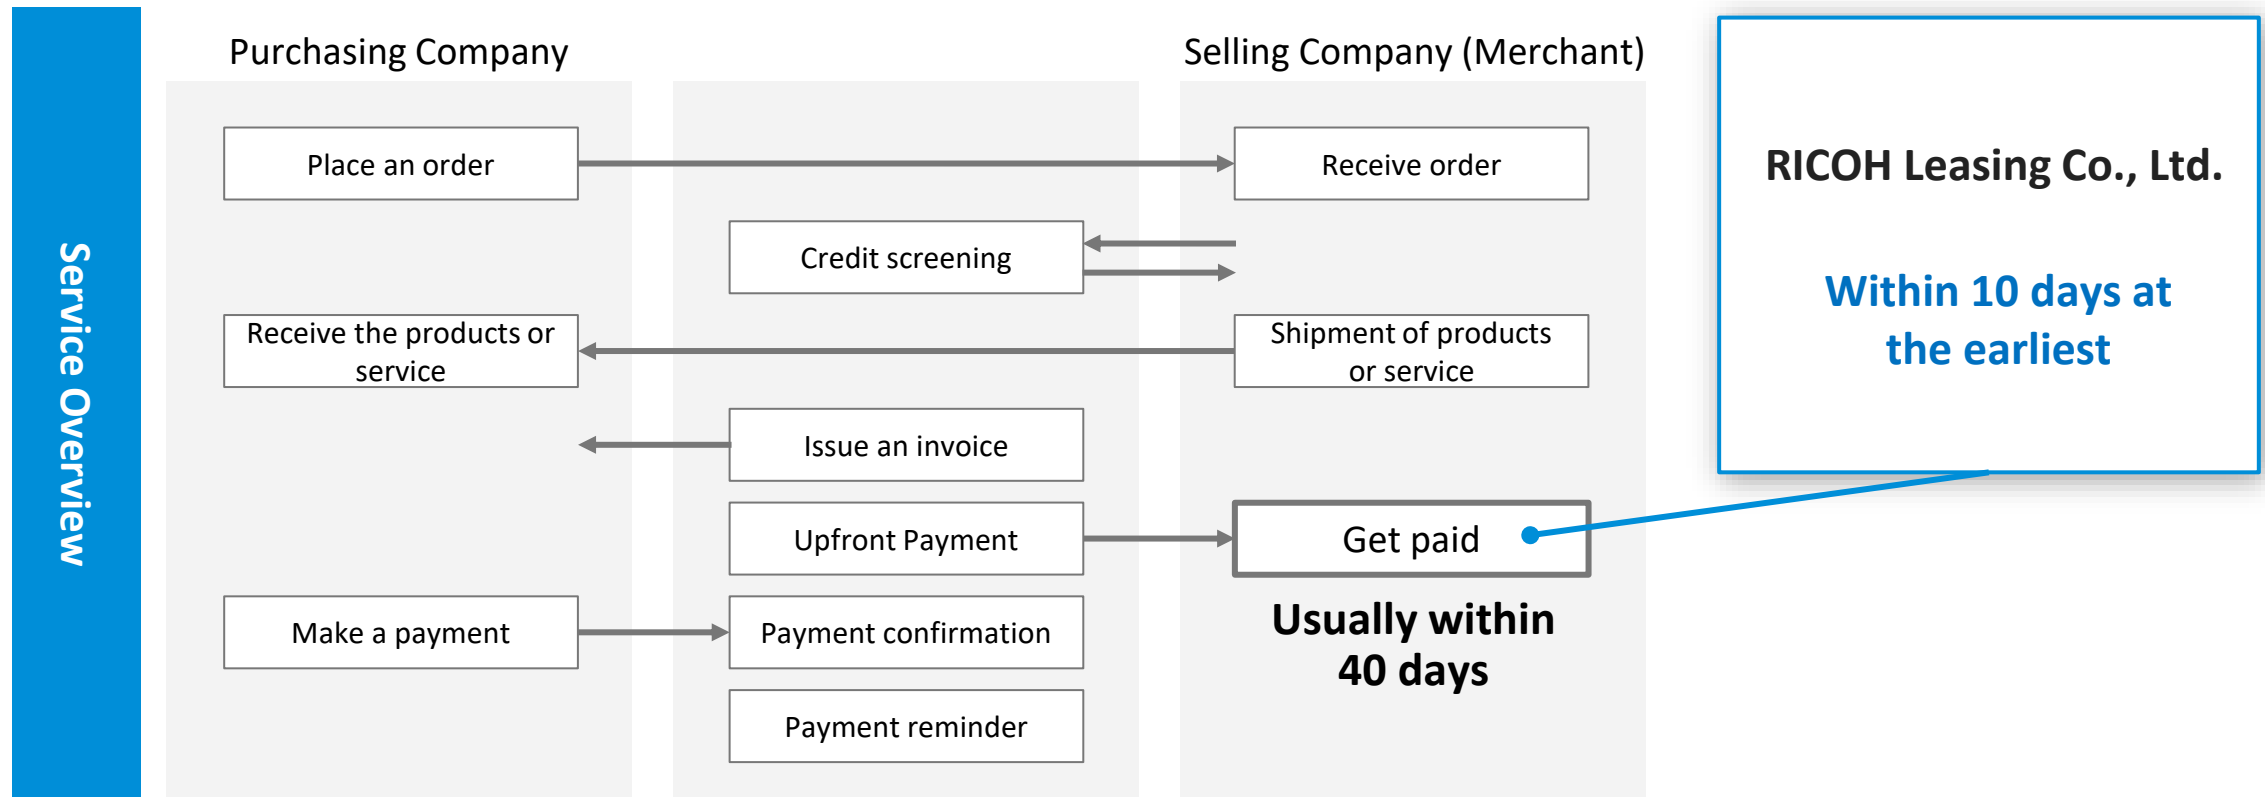 Service Overview
Purchasing Company
Selling Company (Merchant)
Place an order
Receive order
Credit screening
Receive the products or
service
Shipment of products
or service
Issue an invoice
Upfront Payment
Get paid
Make a payment
Payment confirmation
Usually within
40 days
Payment reminder
RICOH Leasing Co., Ltd.
Within 10 days at
the earliest